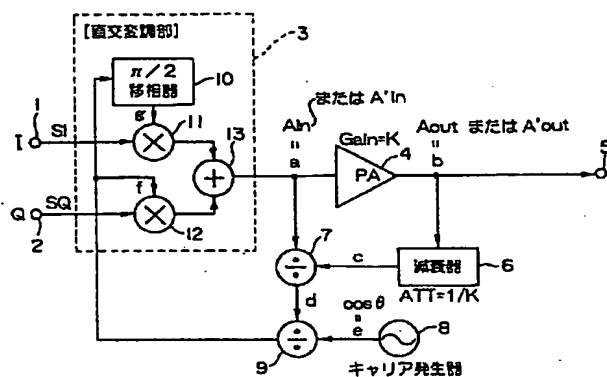 [直交変調部]
3
π/2
移相器
10
1
I
SI
g
11
13
Ain または A'in
"
a
Gain=K
PA
4
Aout または A'out
"
b
5
f
Q
SQ
2
12
7
c
減衰器
6
ATT=1/K
d
cosθ
"
e
8
9
キャリア発生器